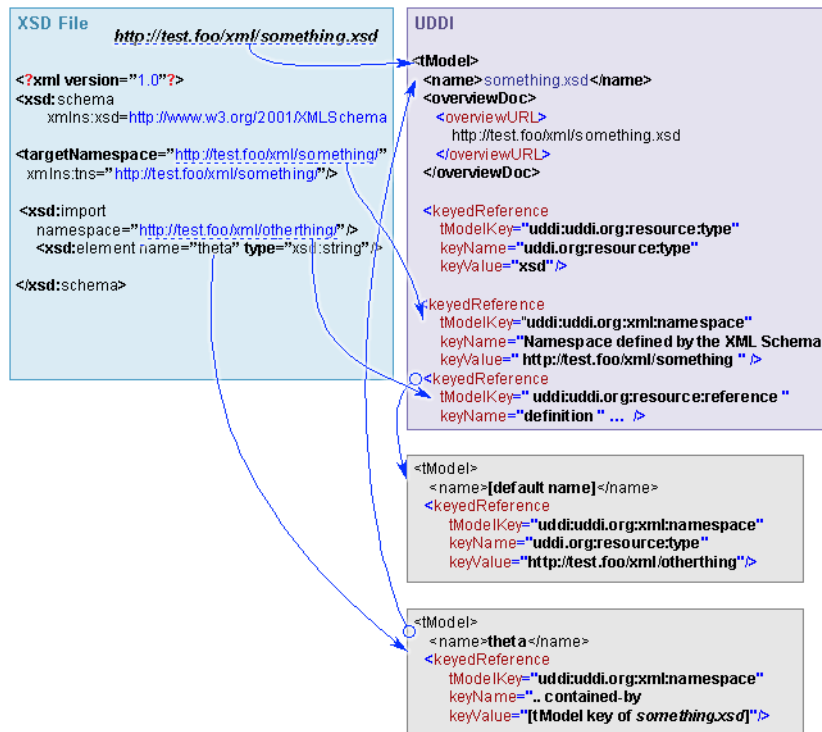 XSD File
http://test.foo/xml/something.xsd
<?xml version="1.0"?>
<xsd:schema
xmlns:xsd=http://www.w3.org/2001/XMLSchema
<targetNamespace="http://test.foo/xml/something/"
xmlns:tns="http://test.foo/xml/something/"/>
<xsd:import
namespace="http://test.foo/xml/otherthing/"/>
<xsd:element name="theta" type="xsd:string"/>
</xsd:schema>
UDDI
<tModel>
<name>something.xsd</name>
<overviewDoc>
<overviewURL>
http://test.foo/xml/something.xsd
</overviewURL>
</overviewDoc>
<keyedReference
tModelKey="uddi:uddi.org:resource:type"
keyName="uddi.org:resource:type"
keyValue="xsd"/>
<keyedReference
tModelKey="uddi:uddi.org:xml:namespace"
keyName="Namespace defined by the XML Schema
keyValue=" http://test.foo/xml/something " />
<keyedReference
tModelKey=" uddi:uddi.org:resource:reference "
keyName="definition " ... />
<tModel>
<name>[default name]</name>
<keyedReference
tModelKey="uddi:uddi.org:xml:namespace"
keyName="uddi.org:resource:type"
keyValue="http://test.foo/xml/otherthing"/>
<tModel>
<name>theta</name>
<keyedReference
tModelKey="uddi:uddi.org:xml:namespace"
keyName=".. contained-by
keyValue="[tModel key of something.xsd]"/>